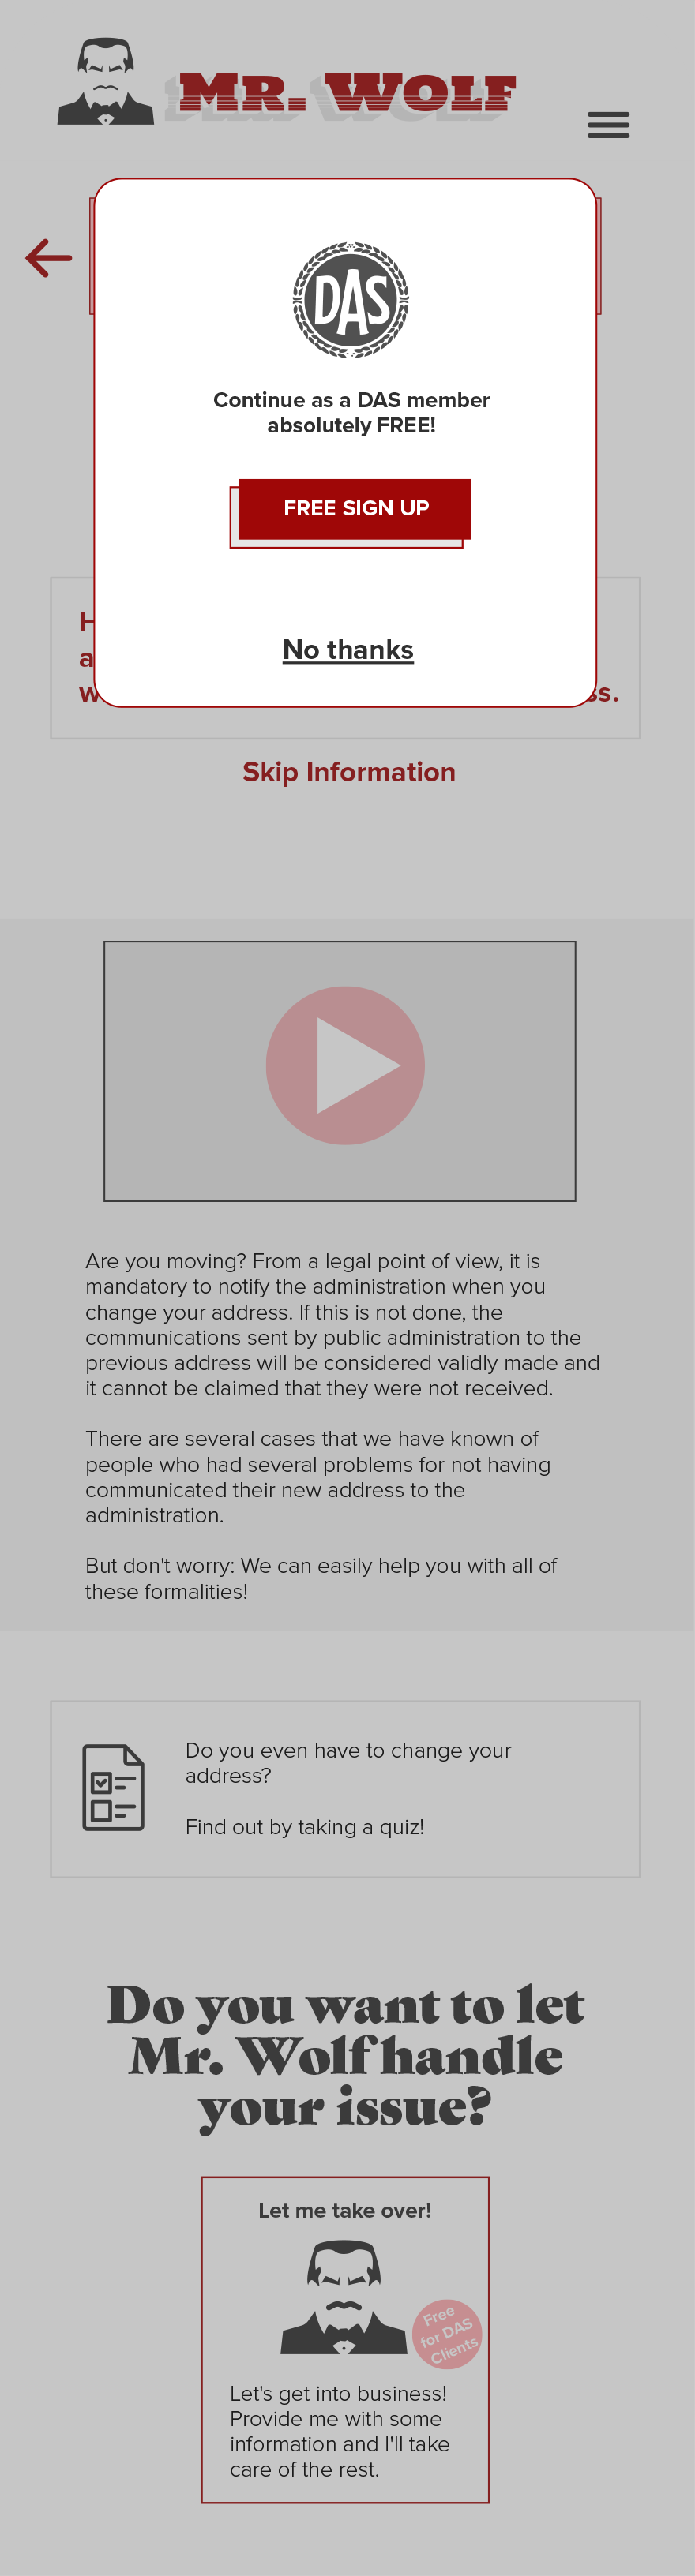 MR. WOLF
DAS
Continue as a DAS member
absolutely FREE!
FREE SIGN UP
No thanks
Skip Information
Are you moving? From a legal point of view, it is
mandatory to notify the administration when you
change your address. If this is not done, the
communications sent by public administration to the
previous address will be considered validly made and
it cannot be claimed that they were not received.
There are several cases that we have known of
people who had several problems for not having
communicated their new address to the
administration.
But don't worry: We can easily help you with all of
these formalities!
Do you even have to change your
address?
Find out by taking a quiz!
Do you want to let
Mr. Wolf handle
your issue?
Let me take over!
Free
for DAS
Clients
Let's get into business!
Provide me with some
information and I'll take
care of the rest.